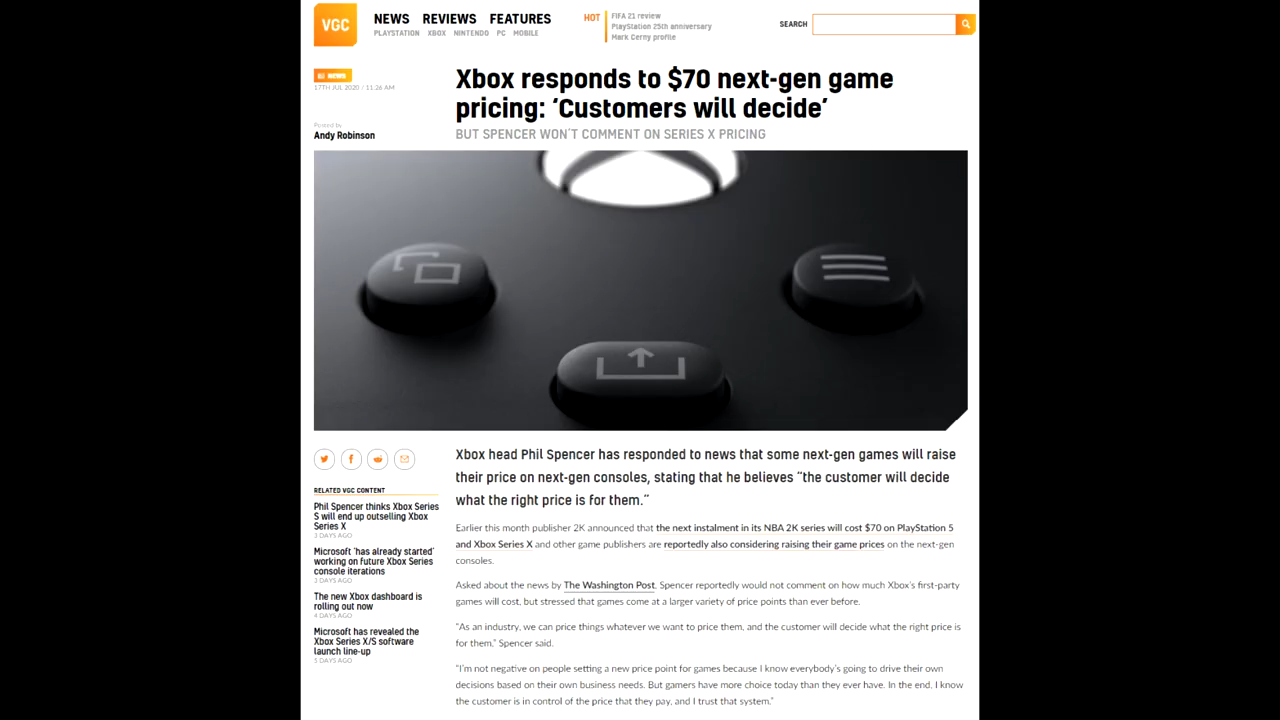 VGC
NEWS REVIEWS FEATURES
PLAYSTATION XBOX NINTENDO PC MOBILE
HOT
FIFA 21 review
PlayStation 25th anniversary
Mark Cerny profile
SEARCH
NEWS
17TH JUL 2020 / 11:26 AM
Posted by
Andy Robinson
Xbox responds to $70 next-gen game
pricing: ‘Customers will decide’
BUT SPENCER WON'T COMMENT ON SERIES X PRICING
RELATED VGC CONTENT
Phil Spencer thinks Xbox Series
S will end up outselling Xbox
Series X
2 DAYS AGO
Microsoft ‘has already started’
working on future Xbox Series
console iterations
2 DAYS AGO
The new Xbox dashboard is
rolling out now
4 DAYS AGO
Microsoft has revealed the
Xbox Series X/S software
launch line-up
5 DAYS AGO
Xbox head Phil Spencer has responded to news that some next-gen games will raise
their price on next-gen consoles, stating that he believes “the customer will decide
what the right price is for them.”
Earlier this month publisher 2K announced that the next instalment in its NBA 2K series will cost $70 on PlayStation 5
and Xbox Series X and other game publishers are reportedly also considering raising their game prices on the next-gen
consoles.
Asked about the news by The Washington Post, Spencer reportedly would not comment on how much Xbox’s first-party
games will cost, but stressed that games come at a larger variety of price points than ever before.
“As an industry, we can price things whatever we want to price them, and the customer will decide what the right price is
for them,” Spencer said.
“I’m not negative on people setting a new price point for games because I know everybody’s going to drive their own
decisions based on their own business needs. But gamers have more choice today than they ever have. In the end, I know
the customer is in control of the price that they pay, and I trust that system.”